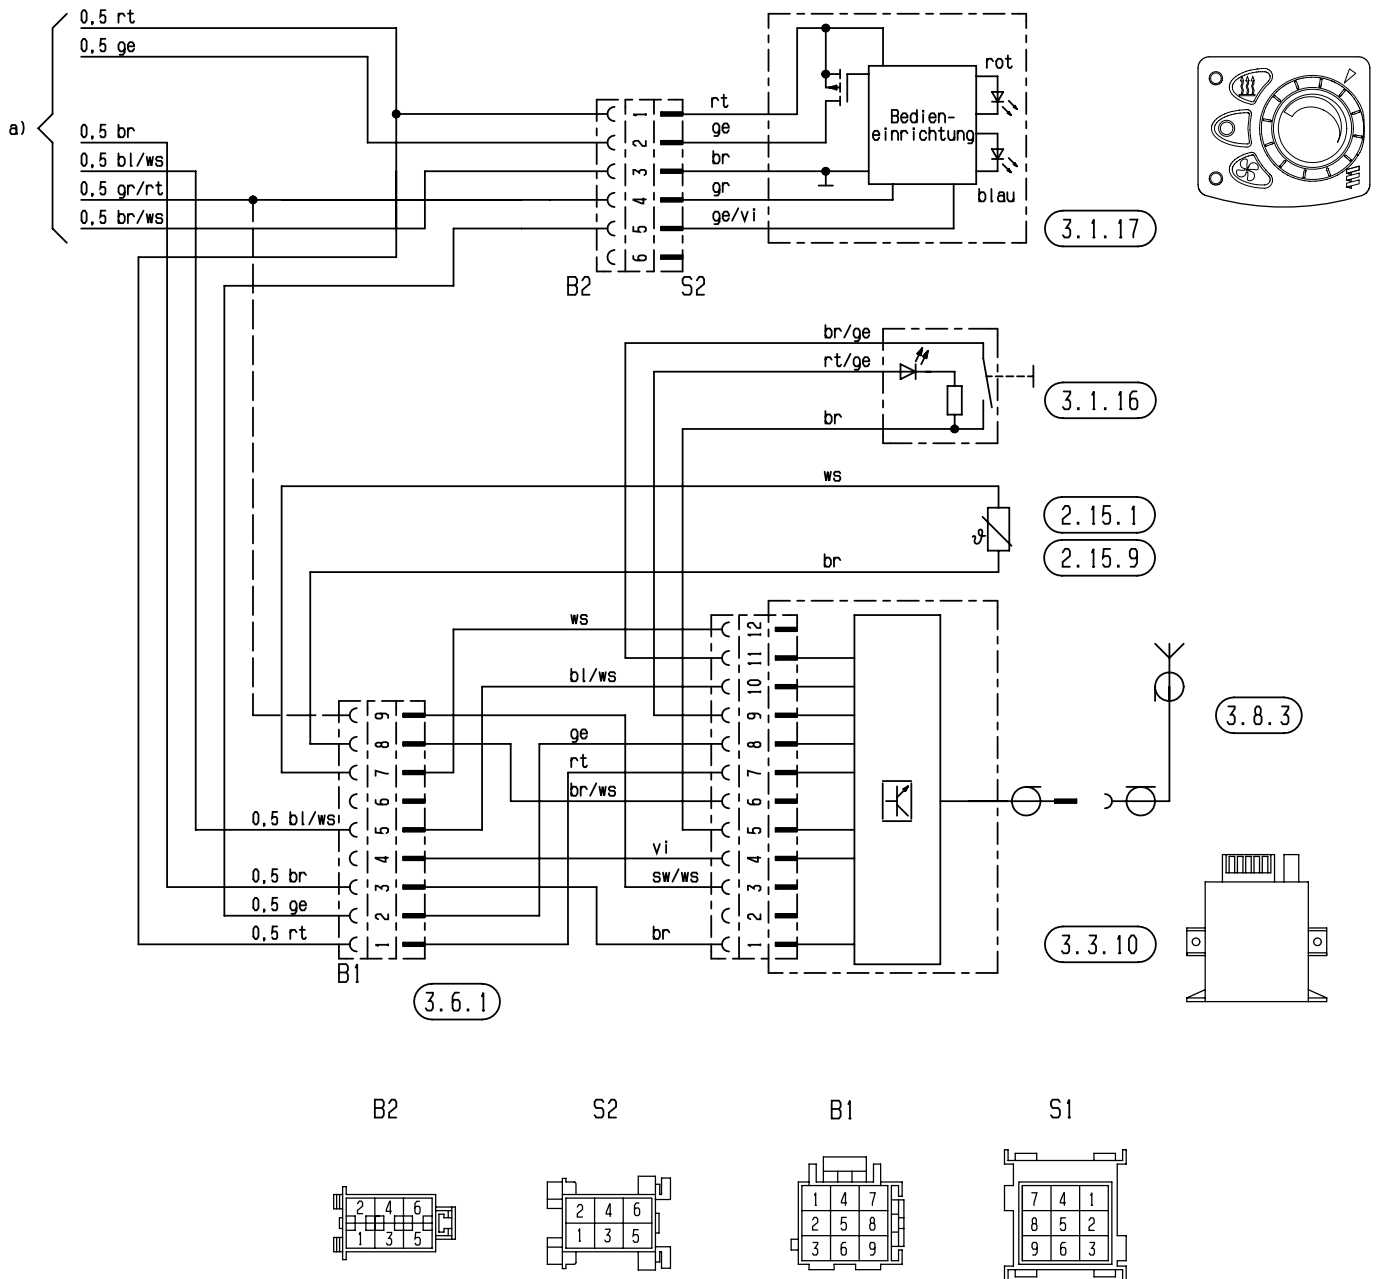 0,5 rt
0,5 ge
a)
0,5 br
0,5 bl/ws
0,5 gr/rt
0,5 br/ws
1
2
3
4
5
6
B2
S2
rt
ge
br
gr
ge/vi
Bedien-
einrichtung
rot
blau
3.1.17
br/ge
rt/ge
br
3.1.16
ws
ϑ
br
2.15.1
2.15.9
ws
bl/ws
ge
rt
br/ws
vi
sw/ws
br
12
11
10
9
8
7
6
5
4
3
2
1
3.8.3
3.3.10
9
8
7
6
5
4
3
2
1
0,5 bl/ws
0,5 br
0,5 ge
0,5 rt
B1
3.6.1
B2
S2
B1
S1
2 4 6
1 3 5
2 4 6
1 3 5
1 4 7
2 5 8
3 6 9
7 4 1
8 5 2
9 6 3